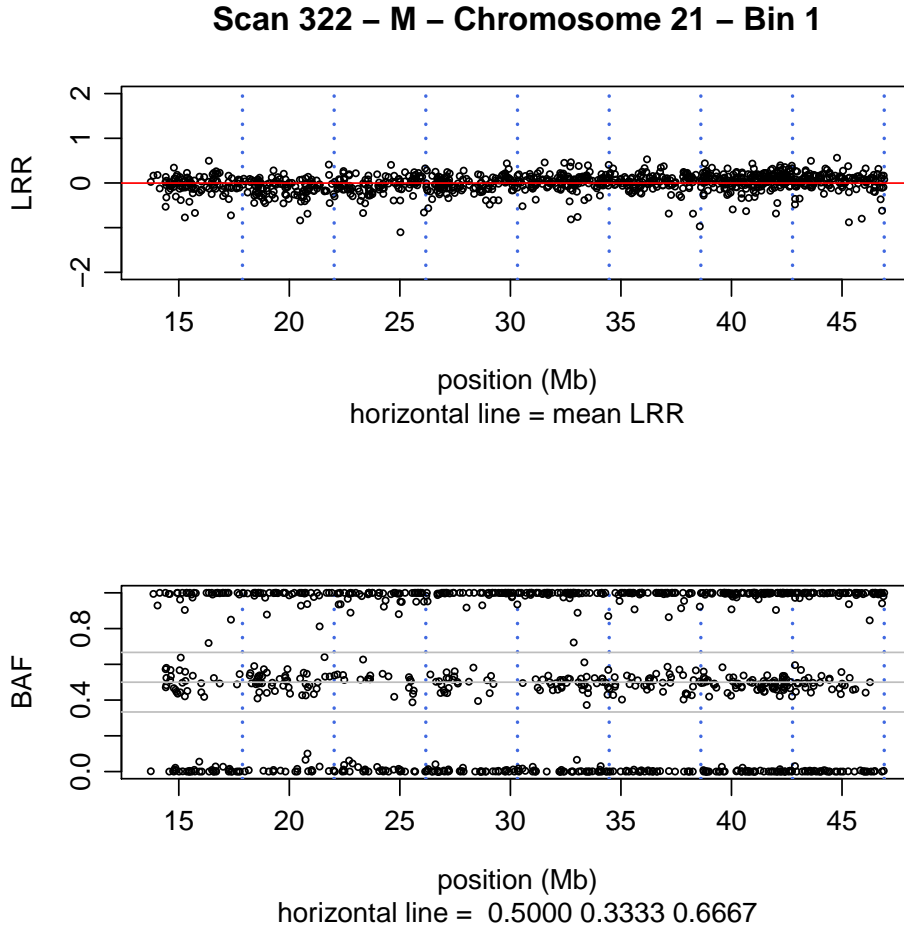 Scan 322 – M – Chromosome 21 – Bin 1
LRR
2
1
0
−2
15 20 25 30 35 40 45
position (Mb)
horizontal line = mean LRR
BAF
0.8
0.4
0.0
15 20 25 30 35 40 45
position (Mb)
horizontal line = 0.5000 0.3333 0.6667